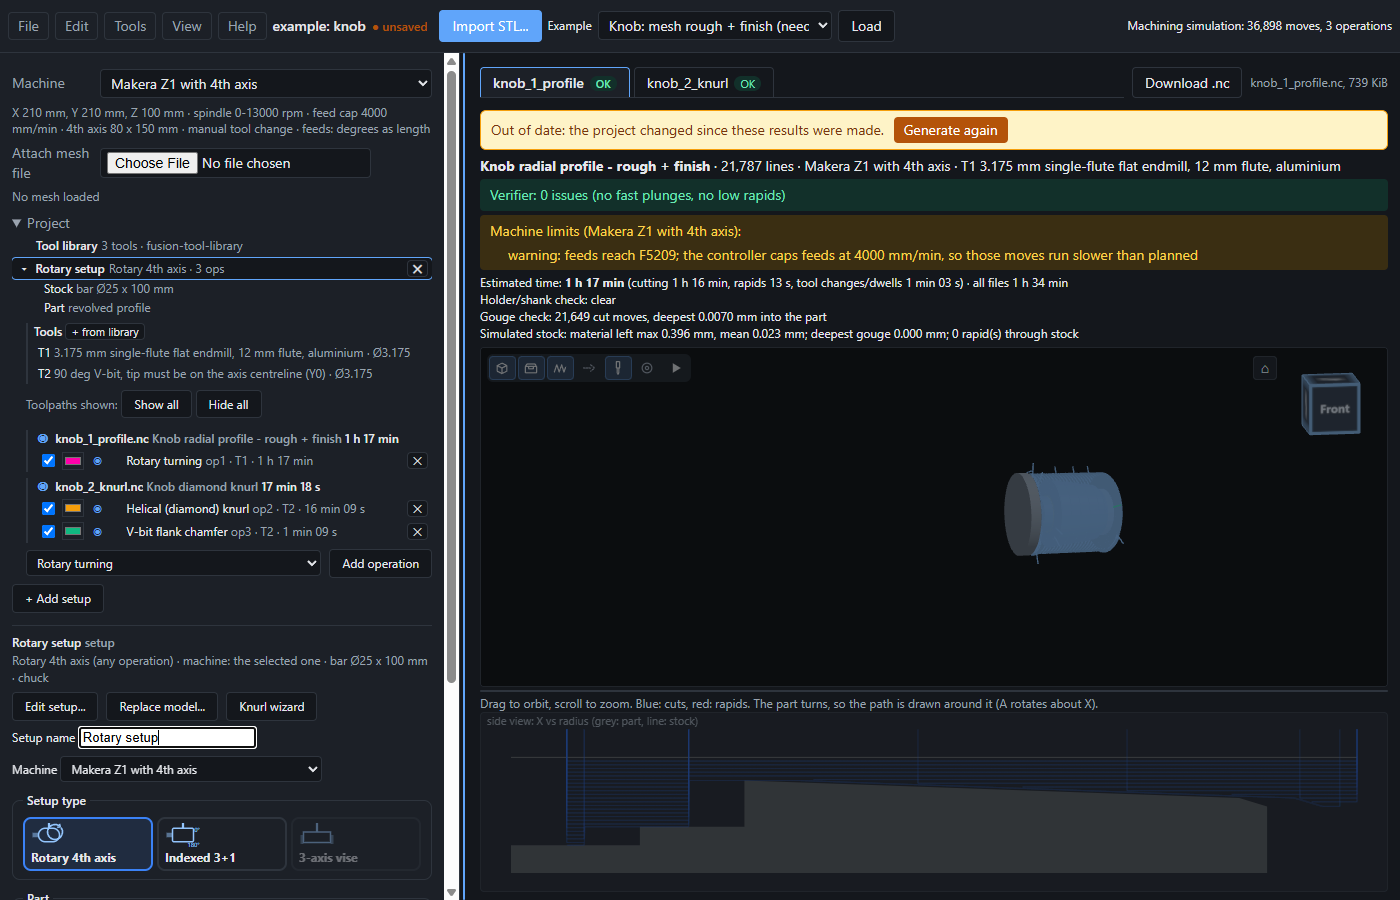 File Edit Tools View Help example: knob • unsaved Import STL... Example Knob: mesh rough + finish (neec Load Machining simulation: 36,898 moves, 3 operations
Machine Makera Z1 with 4th axis
X 210 mm, Y 210 mm, Z 100 mm · spindle 0-13000 rpm · feed cap 4000
mm/min · 4th axis 80 x 150 mm · manual tool change · feeds: degrees as length
Attach mesh
file
Choose File No file chosen
No mesh loaded
▼ Project
Tool library 3 tools · fusion-tool-library
Rotary setup Rotary 4th axis · 3 ops
Stock bar Ø25 x 100 mm
Part revolved profile
Tools + from library
T1 3.175 mm single-flute flat endmill, 12 mm flute, aluminium · Ø3.175
T2 90 deg V-bit, tip must be on the axis centreline (Y0) · Ø3.175
Toolpaths shown: Show all Hide all
knob_1_profile.nc Knob radial profile - rough + finish 1 h 17 min
Rotary turning op1 · T1 · 1 h 17 min
knob_2_knurl.nc Knob diamond knurl 17 min 18 s
Helical (diamond) knurl op2 · T2 · 16 min 09 s
V-bit flank chamfer op3 · T2 · 1 min 09 s
Rotary turning Add operation
+ Add setup
Rotary setup setup
Rotary 4th axis (any operation) · machine: the selected one · bar Ø25 x 100 mm
· chuck
Edit setup... Replace model... Knurl wizard
Setup name Rotary setup
Machine Makera Z1 with 4th axis
Setup type
Rotary 4th axis
180°
Indexed 3+1
3-axis vise
Part
knob_1_profile OK knob_2_knurl OK Download .nc knob_1_profile.nc, 739 KiB
Out of date: the project changed since these results were made. Generate again
Knob radial profile - rough + finish · 21,787 lines · Makera Z1 with 4th axis · T1 3.175 mm single-flute flat endmill, 12 mm flute, aluminium
Verifier: 0 issues (no fast plunges, no low rapids)
Machine limits (Makera Z1 with 4th axis):
warning: feeds reach F5209; the controller caps feeds at 4000 mm/min, so those moves run slower than planned
Estimated time: 1 h 17 min (cutting 1 h 16 min, rapids 13 s, tool changes/dwells 1 min 03 s) · all files 1 h 34 min
Holder/shank check: clear
Gouge check: 21,649 cut moves, deepest 0.0070 mm into the part
Simulated stock: material left max 0.396 mm, mean 0.023 mm; deepest gouge 0.000 mm; 0 rapid(s) through stock
Front
Drag to orbit, scroll to zoom. Blue: cuts, red: rapids. The part turns, so the path is drawn around it (A rotates about X).
side view: X vs radius (grey: part, line: stock)